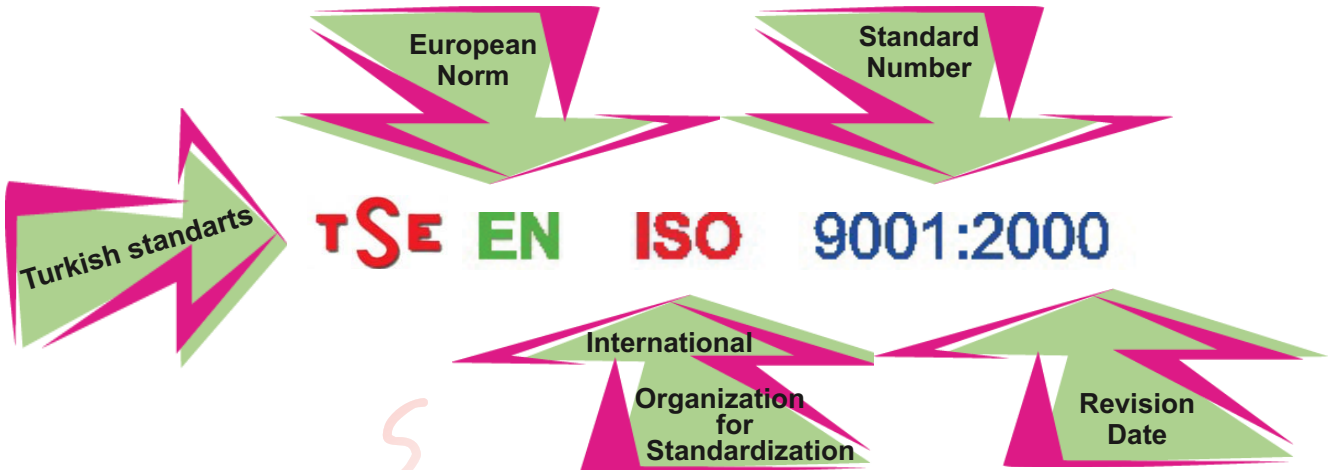 European
Norm
Standard
Number
Turkish standarts
TSE EN ISO 9001:2000
International
Organization
for
Standardization
Revision
Date